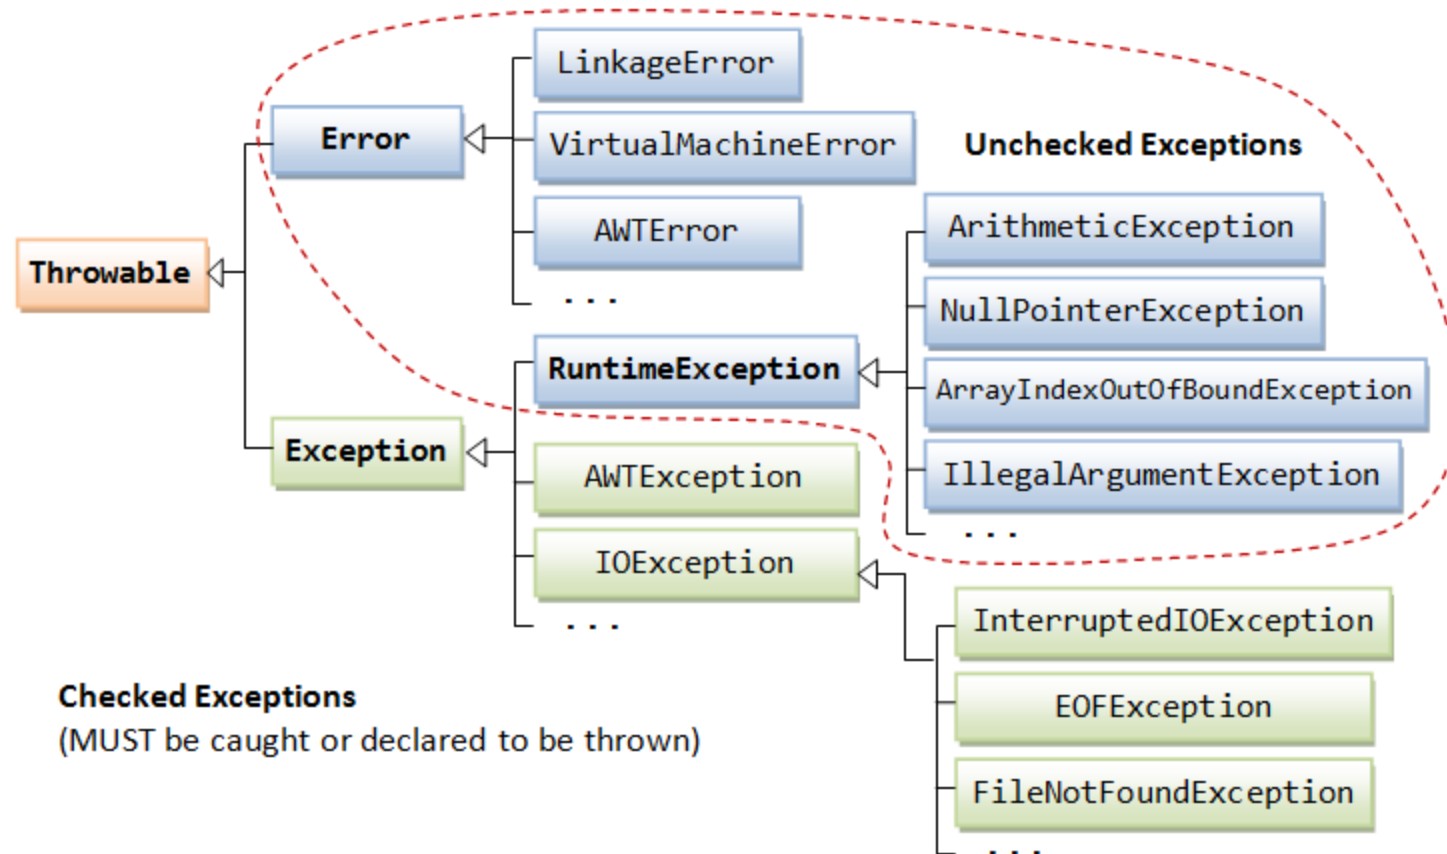 LinkageError
Error
VirtualMachineError
Unchecked Exceptions
AWTError
ArithmeticException
Throwable
...
NullPointerException
RuntimeException
ArrayIndexOutOfBoundException
Exception
AWTException
IllegalArgumentException
...
IOException
...
InterruptedIOException
Checked Exceptions
(MUST be caught or declared to be thrown)
EOFException
FileNotFoundException
...